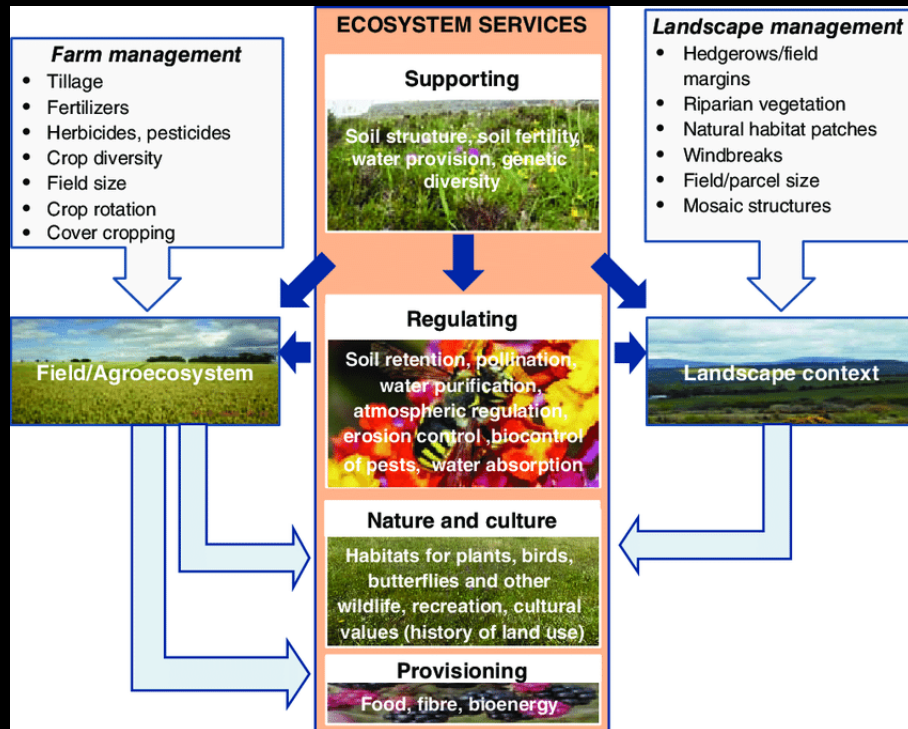 ECOSYSTEM SERVICES
Farm management
• Tillage
• Fertilizers
• Herbicides, pesticides
• Crop diversity
• Field size
• Crop rotation
• Cover cropping
Supporting
Soil structure, soil fertility,
water provision, genetic
diversity
Landscape management
• Hedgerows/field
margins
• Riparian vegetation
• Natural habitat patches
• Windbreaks
• Field/parcel size
• Mosaic structures
Field/Agroecosystem
Regulating
Soil retention, pollination,
water purification,
atmospheric regulation,
erosion control ,biocontrol
of pests, water absorption
Landscape context
Nature and culture
Habitats for plants, birds,
butterflies and other
wildlife, recreation, cultural
values (history of land use)
Provisioning
Food, fibre, bioenergy